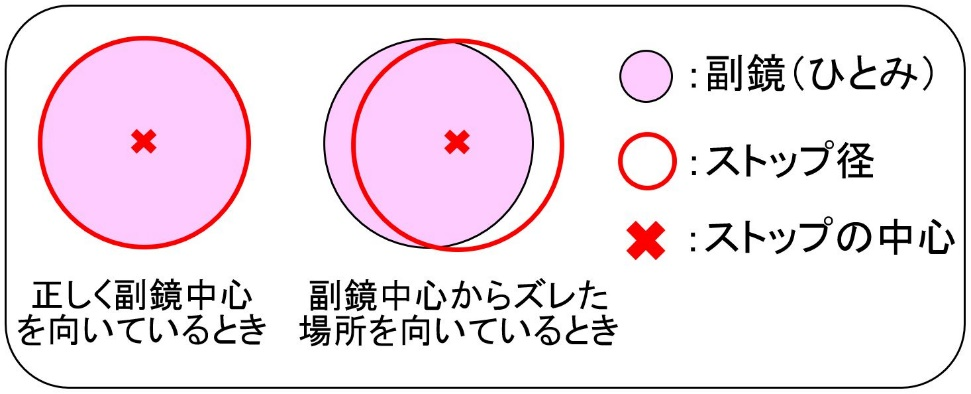 正しく副鏡中心
を向いているとき
副鏡中心からズレた
場所を向いているとき
：副鏡（ひとみ）
：ストップ径
：ストップの中心